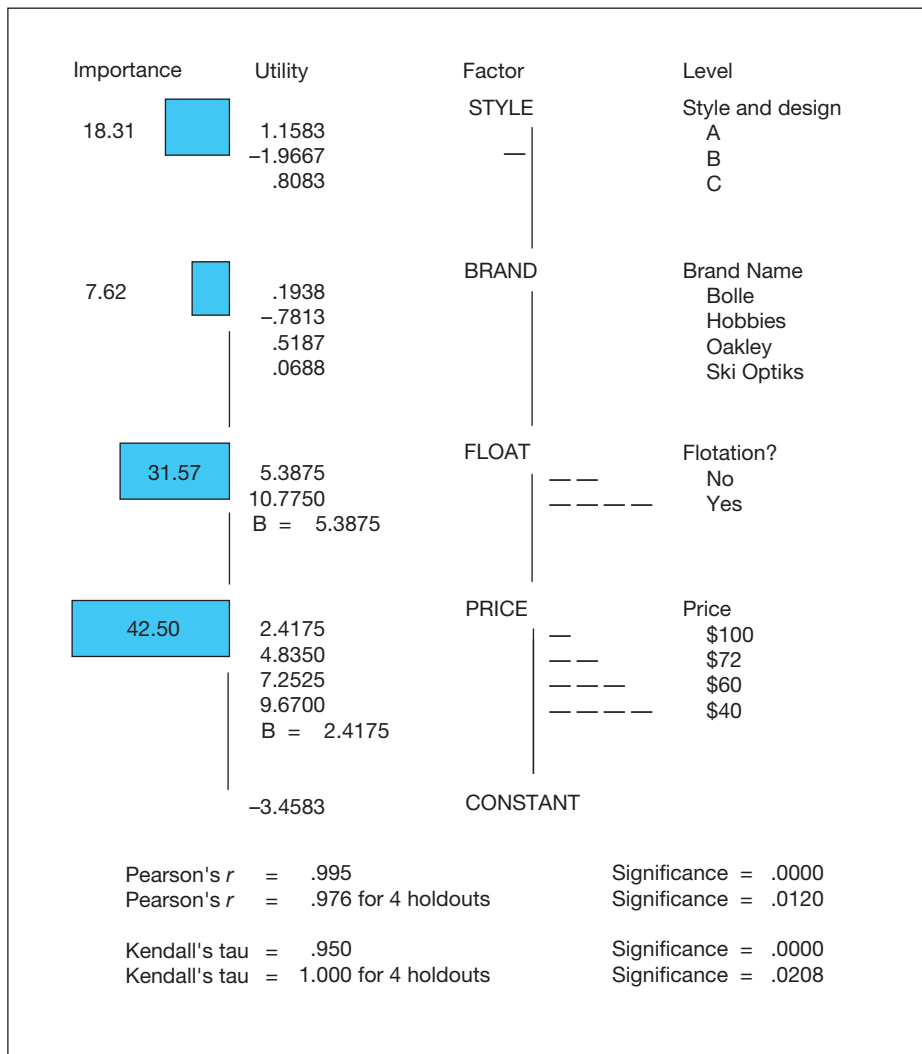 Importance Utility Factor Level
STYLE Style and design
18.31 1.1583 A
–1.9667 B
.8083 C
BRAND Brand Name
7.62 .1938 Bolle
–.7813 Hobbies
.5187 Oakley
.0688 Ski Optiks
FLOAT Flotation?
31.57 5.3875 No
10.7750 Yes
B = 5.3875
PRICE Price
42.50 2.4175 $100
4.8350 $72
7.2525 $60
9.6700 $40
B = 2.4175
–3.4583 CONSTANT
Pearson's r = .995 Significance = .0000
Pearson's r = .976 for 4 holdouts Significance = .0120
Kendall's tau = .950 Significance = .0000
Kendall's tau = 1.000 for 4 holdouts Significance = .0208